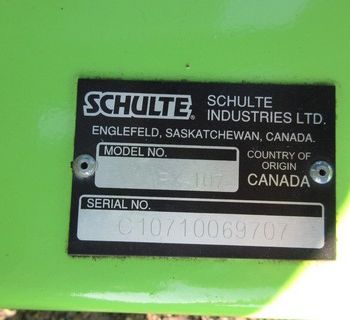 SCHULTE
SCHULTE
INDUSTRIES LTD.
ENGLEFELD, SASKATCHEWAN, CANADA.
MODEL NO.
COUNTRY OF
ORIGIN
CANADA
SERIAL NO.
C10710069707